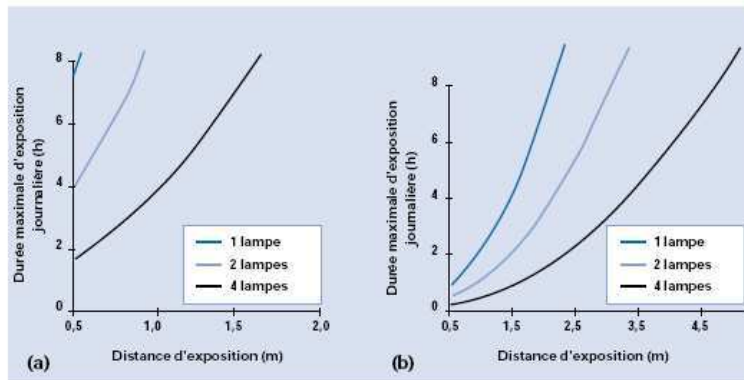 Durée maximale d'exposition
journalière (h)
8
6
4
2
0
0,5
1,0
1,5
2,0
1 lampe
2 lampes
4 lampes
(a)
Distance d'exposition (m)
Durée maximale d'exposition
journalière (h)
8
6
4
2
0
0,5
1,5
2,5
3,5
4,5
1 lampe
2 lampes
4 lampes
(b)
Distance d'exposition (m)